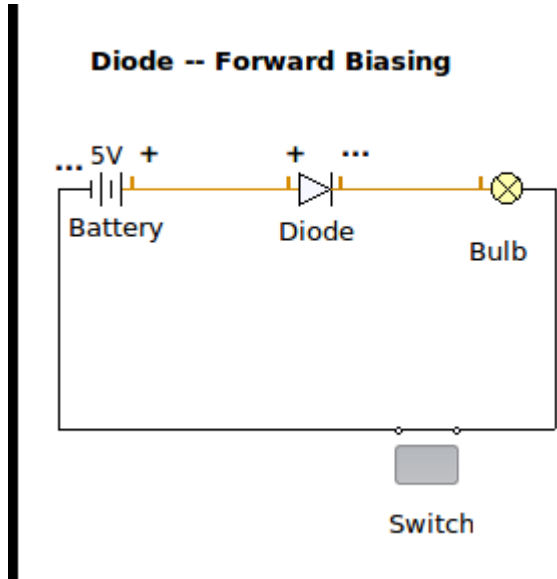 Diode -- Forward Biasing
... 5V + + ...
Battery Diode Bulb
Switch